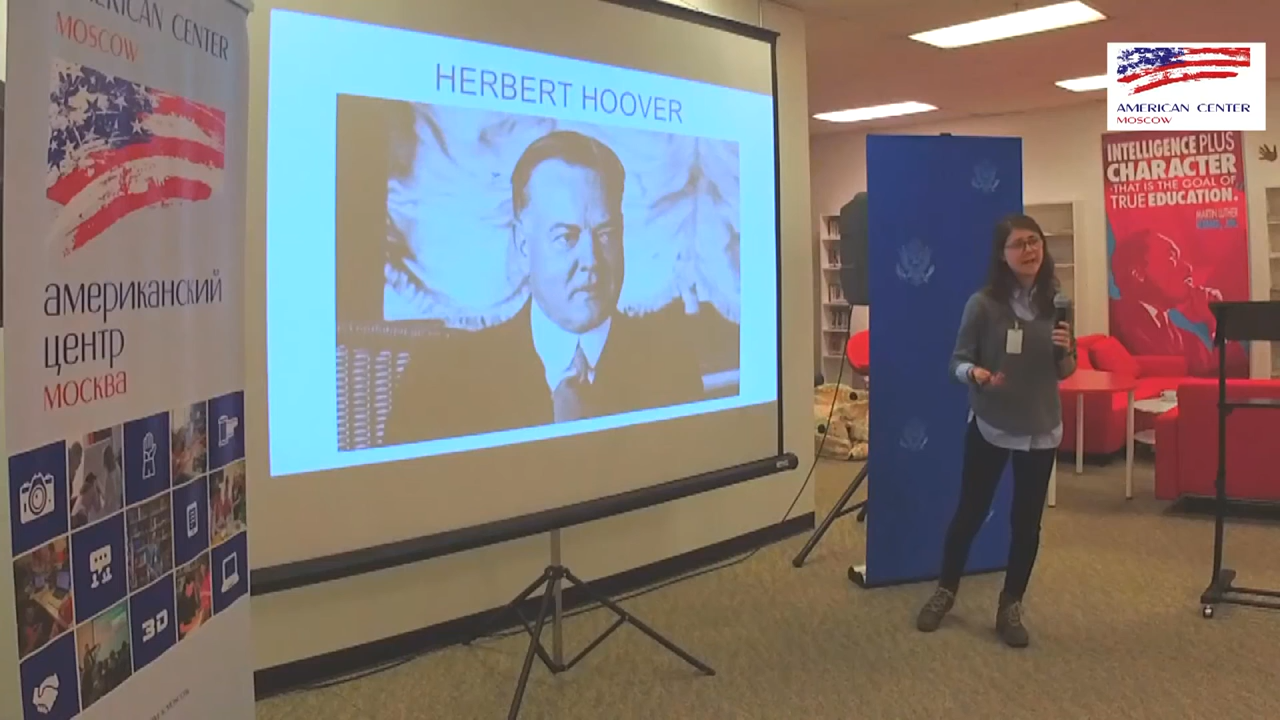 AMERICAN CENTER
MOSCOW
американский
центр
москва
3D
HERBERT HOOVER
AMERICAN CENTER
MOSCOW
INTELLIGENCE PLUS
CHARACTER
-THAT IS THE GOAL OF
TRUE EDUCATION.
MARTIN LUTHER
KING, JR.